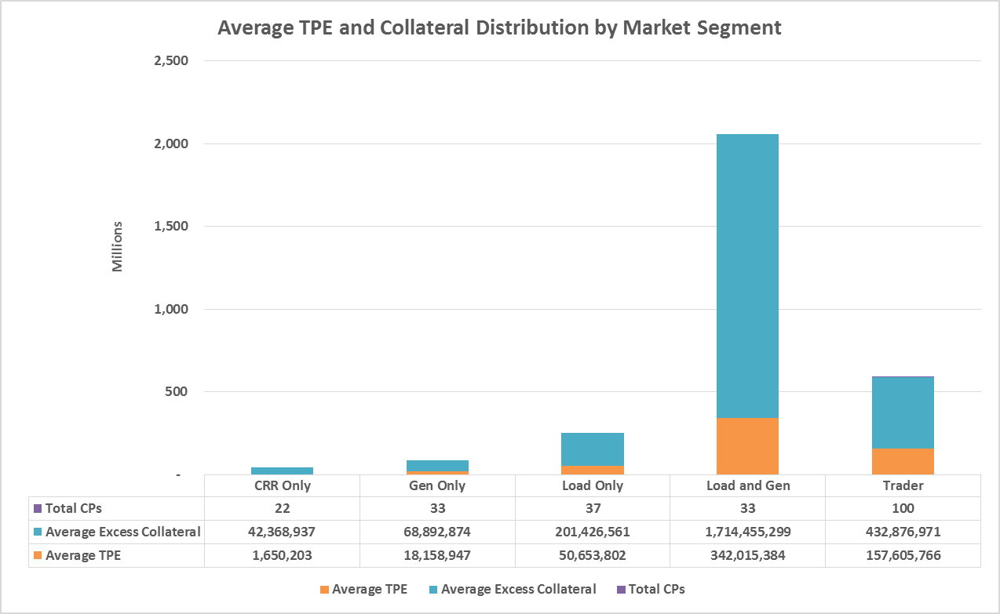 Average TPE and Collateral Distribution by Market Segment
2,500
2,000
1,500
1,000
500
-
Millions
CRR Only Gen Only Load Only Load and Gen Trader
Total CPs 22 33 37 33 100
Average Excess Collateral 42,368,937 68,892,874 201,426,561 1,714,455,299 432,876,971
Average TPE 1,650,203 18,158,947 50,653,802 342,015,384 157,605,766
Average TPE Average Excess Collateral Total CPs